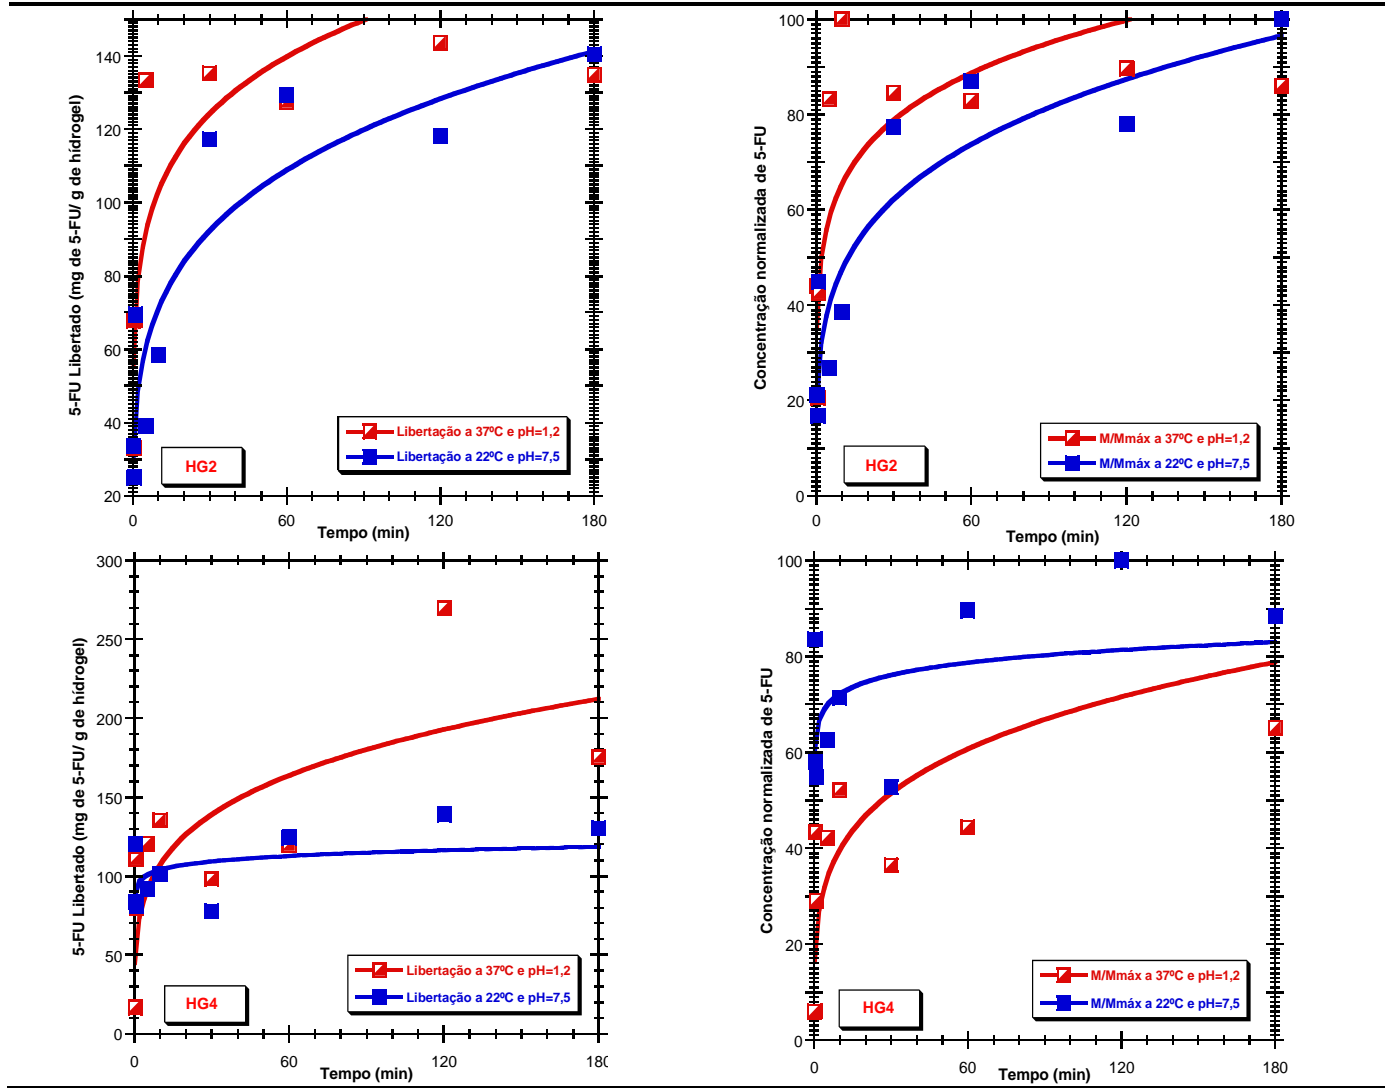 5-FU Libertado (mg de 5-FU/ g de hidrogel)
140
120
100
80
60
40
20
0
60
120
180
Tempo (min)
HG2
Libertação a 37ºC e pH=1,2
Libertação a 22ºC e pH=7,5
Concentração normalizada de 5-FU
100
80
60
40
20
0
0
60
120
180
Tempo (min)
HG2
M/Mmáx a 37ºC e pH=1,2
M/Mmáx a 22ºC e pH=7,5
5-FU Libertado (mg de 5-FU/ g de hídrogel)
300
250
200
150
100
50
0
0
60
120
180
Tempo (min)
HG4
Libertação a 37ºC e pH=1,2
Libertação a 22ºC e pH=7,5
Concentração normalizada de 5-FU
100
80
60
40
20
0
0
60
120
180
Tempo (min)
HG4
M/Mmáx a 37ºC e pH=1,2
M/Mmáx a 22ºC e pH=7,5